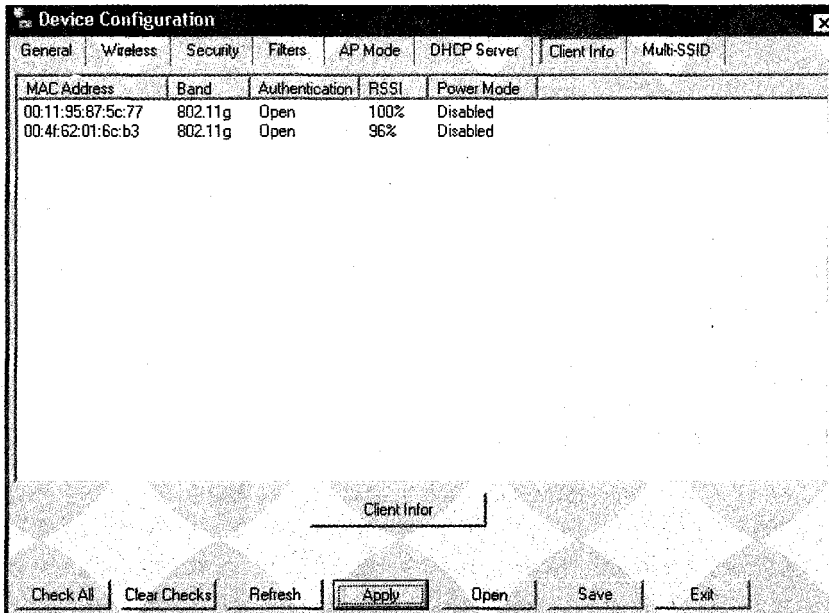 Device Configuration
General Wireless Security Filters AP Mode DHCP Server Client Info Multi-SSID
MAC Address Band Authentication RSSI Power Mode
00:11:95:87:5c:77 802.11g Open 100% Disabled
00:4f:62:01:6c:b3 802.11g Open 96% Disabled
Client Infor
Check All Clear Checks Refresh Apply Open Save Exit